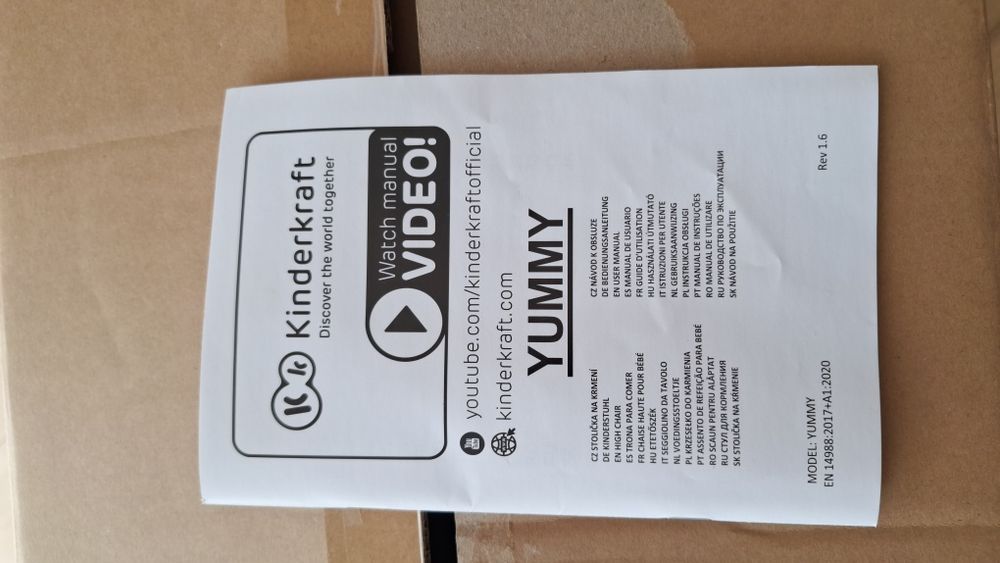 Kk Kinderkraft
Discover the world together
Watch manual
VIDEO!
youtube.com/kinderkraftofficial
kinderkraft.com
YUMMY
CZ STOLIČKA NA KRMENÍ
DE KINDERSTUHL
EN HIGH CHAIR
ES TRONA PARA COMER
FR CHAISE HAUTE POUR BÉBÉ
HU ETETŐSZÉK
IT SEGGIOLINO DA TAVOLO
NL VOEDINGSSTOELTJE
PL KRZESEŁKO DO KARMIENIA
PT ASSENTO DE REFEIÇÃO PARA BEBÉ
RO SCAUN PENTRU ALĂPTAT
RU СТУЛ ДЛЯ КОРМЛЕНИЯ
SK STOLIČKA NA KŔMENIE
CZ NÁVOD K OBSLUZE
DE BEDIENUNGSANLEITUNG
EN USER MANUAL
ES MANUAL DE USUARIO
FR GUIDE D'UTILISATION
HU HASZNÁLATI ÚTMUTATÓ
IT ISTRUZIONI PER UTENTE
NL GEBRUIKSAANWIJZING
PL INSTRUKCJA OBSŁUGI
PT MANUAL DE INSTRUÇÕES
RO MANUAL DE UTILIZARE
RU РУКОВОДСТВО ПО ЭКСПЛУАТАЦИИ
SK NÁVOD NA POUŽITIE
MODEL: YUMMY
EN 14988:2017+A1:2020
Rev 1.6